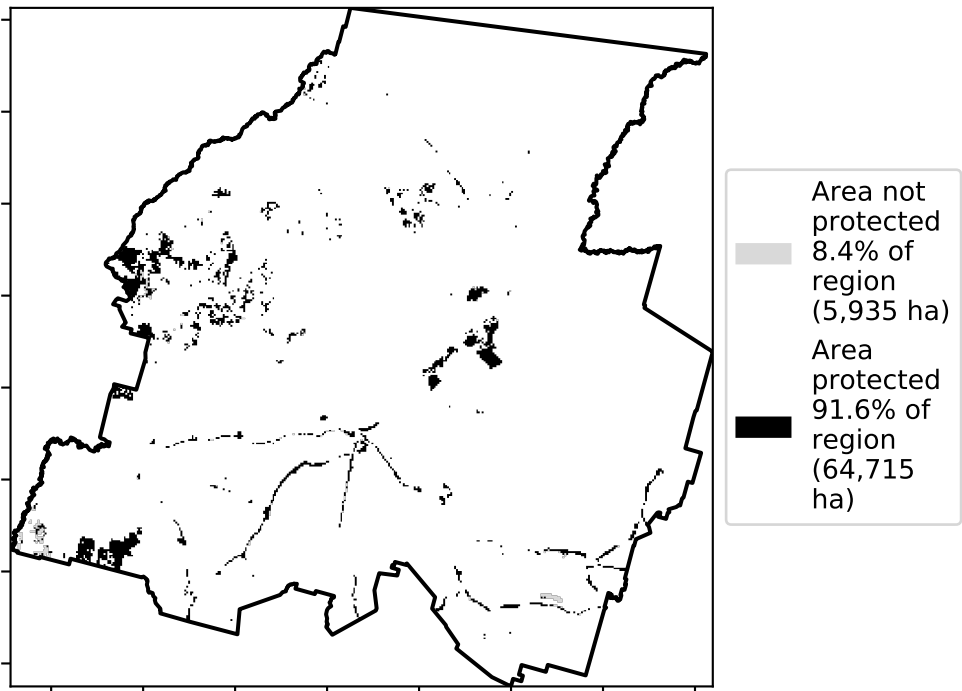 Area not
protected
8.4% of
region
(5,935 ha)
Area
protected
91.6% of
region
(64,715
ha)